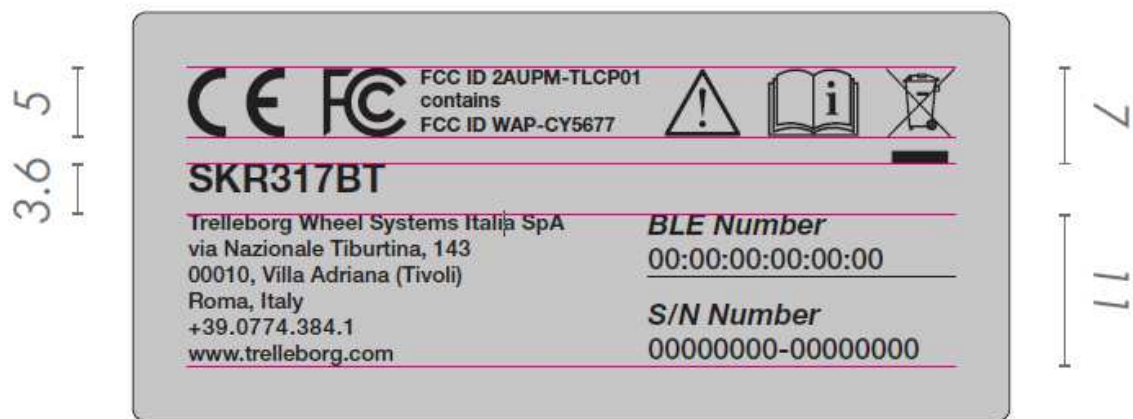 5
3.6
7
11
CE FC FCC ID 2AUPM-TLCP01
contains
FCC ID WAP-CY5677
! i
SKR317BT
Trelleborg Wheel Systems Italia SpA
via Nazionale Tiburtina, 143
00010, Villa Adriana (Tivoli)
Roma, Italy
+39.0774.384.1
www.trelleborg.com
BLE Number
00:00:00:00:00:00
S/N Number
00000000-00000000